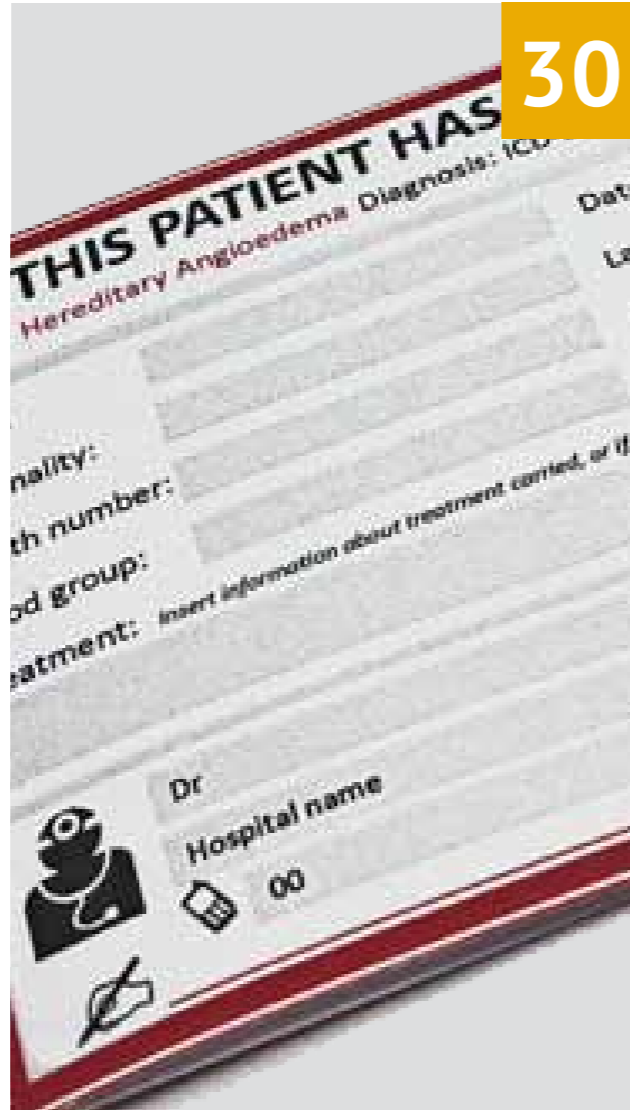 30
THIS PATIENT HAS
Hereditary Angioedema Diagnosis: ICD
Dat
La
nality:
th number:
od group:
eatment: Insert information about treatment carried, or if
Dr
Hospital name
00